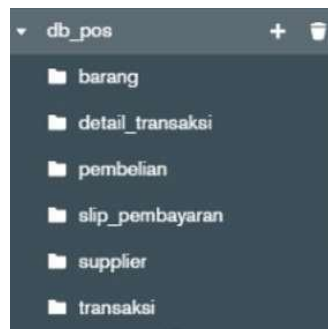 db_pos
barang
detail_transaksi
pembelian
slip_pembayaran
supplier
transaksi